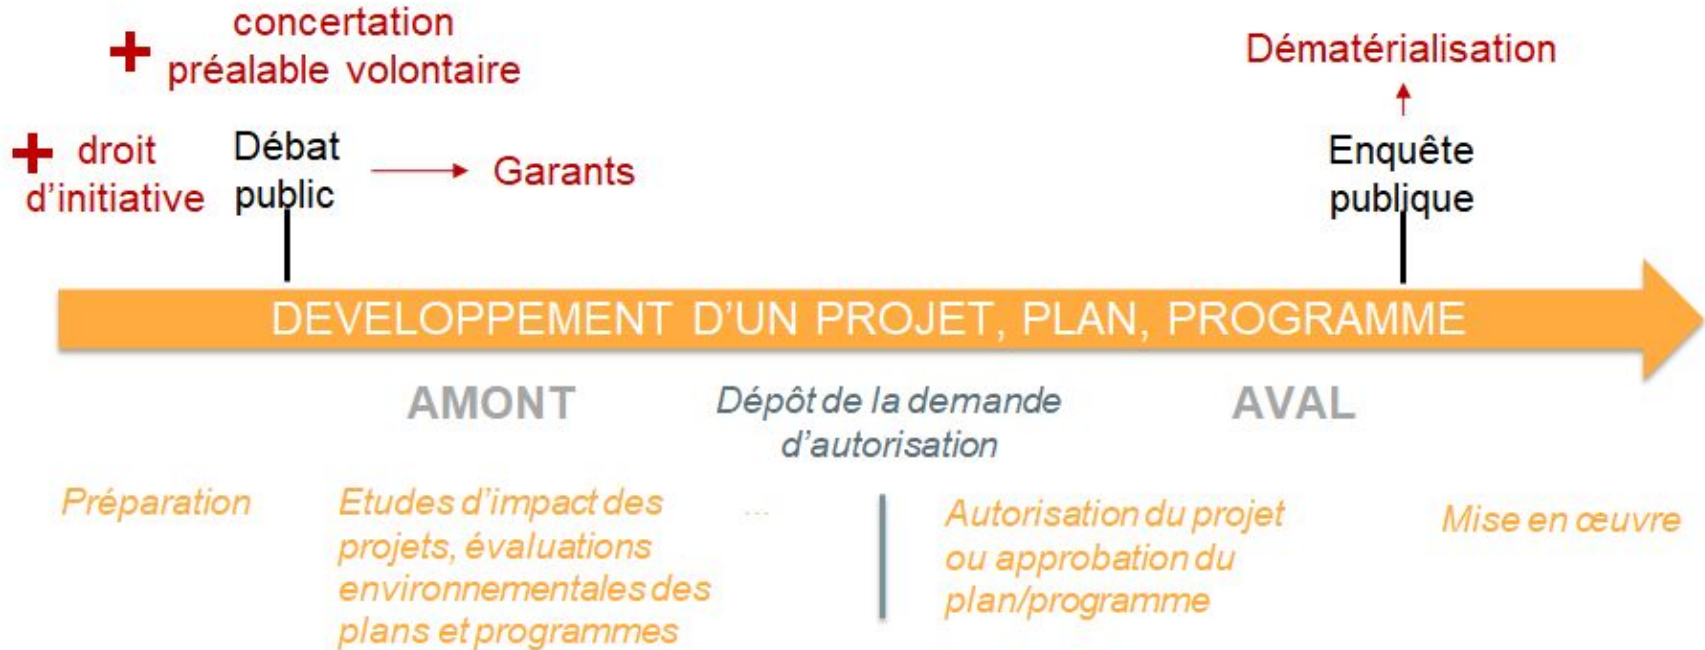 + concertation
préalable volontaire
+ droit
d'initiative
Débat
public
Garants
Dématérialisation
Enquête
publique
DEVELOPPEMENT D'UN PROJET, PLAN, PROGRAMME
AMONT
Dépôt de la demande
d'autorisation
AVAL
Préparation
Etudes d'impact des
projets, évaluations
environnementales des
plans et programmes
...
Autorisation du projet
ou approbation du
plan/programme
Mise en œuvre